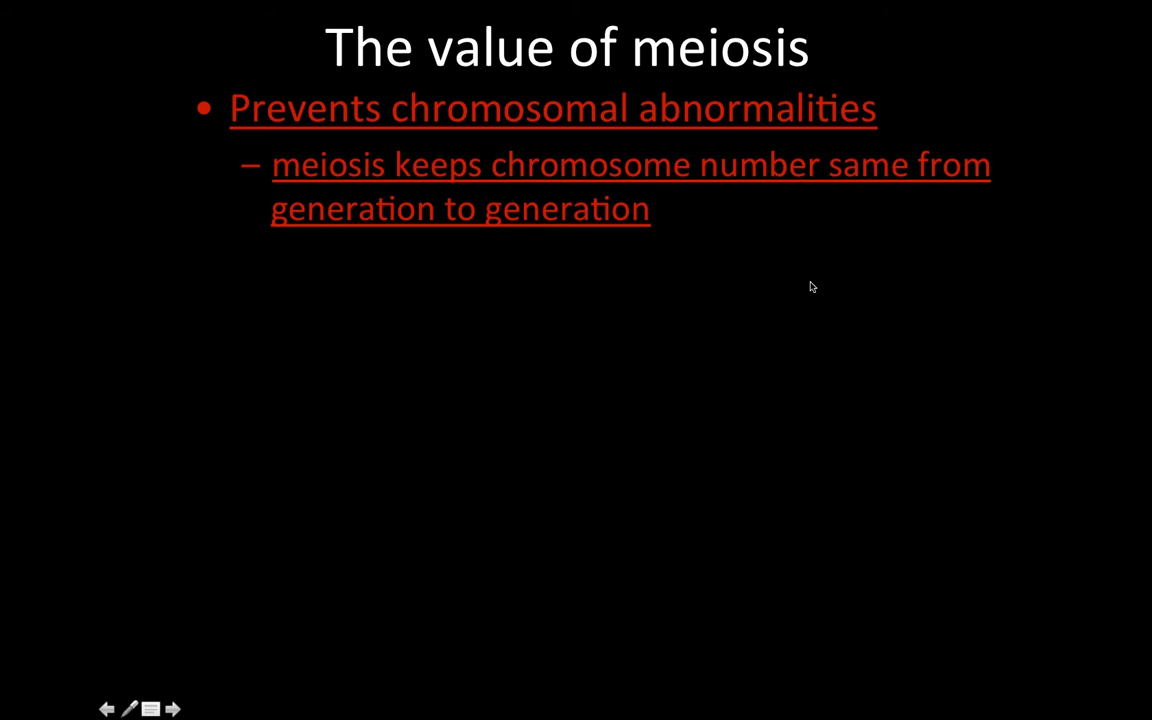 The value of meiosis
• Prevents chromosomal abnormalities
– meiosis keeps chromosome number same from
generation to generation